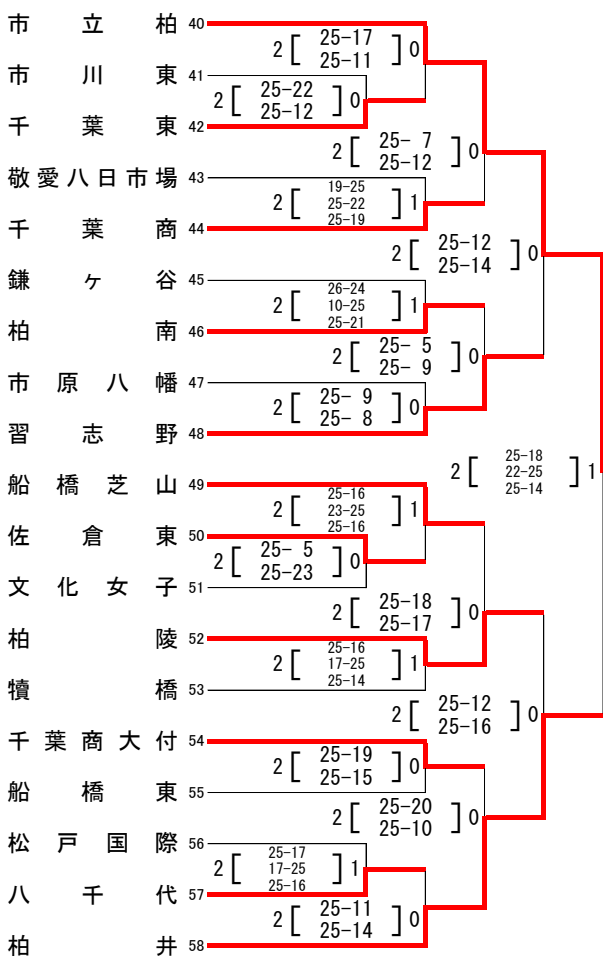 市立柏 40
2 [ 25-17 ] 0
25-11
市川東 41
2 [ 25-22 ] 0
25-12
千葉東 42
2 [ 25- 7 ] 0
25-12
敬愛八日市場 43
2 [ 19-25
25-22 ] 1
25-19
千葉商 44
2 [ 25-12 ] 0
25-14
鎌ヶ谷 45
2 [ 26-24
10-25 ] 1
25-21
柏南 46
2 [ 25- 5 ] 0
25- 9
市原八幡 47
2 [ 25- 9 ] 0
25- 8
習志野 48
2 [ 25-18
22-25 ] 1
25-14
船橋芝山 49
2 [ 25-16
23-25 ] 1
25-16
佐倉東 50
2 [ 25- 5 ] 0
25-23
文化女子 51
2 [ 25-18 ] 0
25-17
柏陵 52
2 [ 25-16
17-25 ] 1
25-14
犢橋 53
2 [ 25-12 ] 0
25-16
千葉商大付 54
2 [ 25-19 ] 0
25-15
船橋東 55
2 [ 25-20 ] 0
25-10
松戸国際 56
2 [ 25-17
17-25 ] 1
25-16
八千代 57
2 [ 25-11 ] 0
25-14
柏井 58